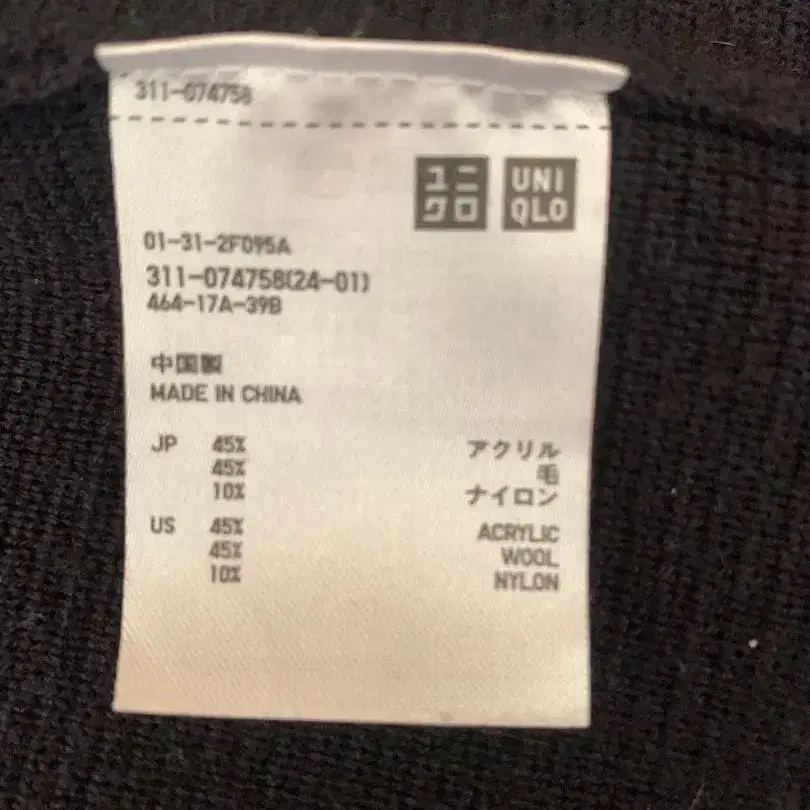 311-074758
ユニクロ UNIQLO
01-31-2F095A
311-074758(24-01)
464-17A-39B
中国製
MADE IN CHINA
JP 45% アクリル
45% 毛
10% ナイロン
US 45% ACRYLIC
45% WOOL
10% NYLON